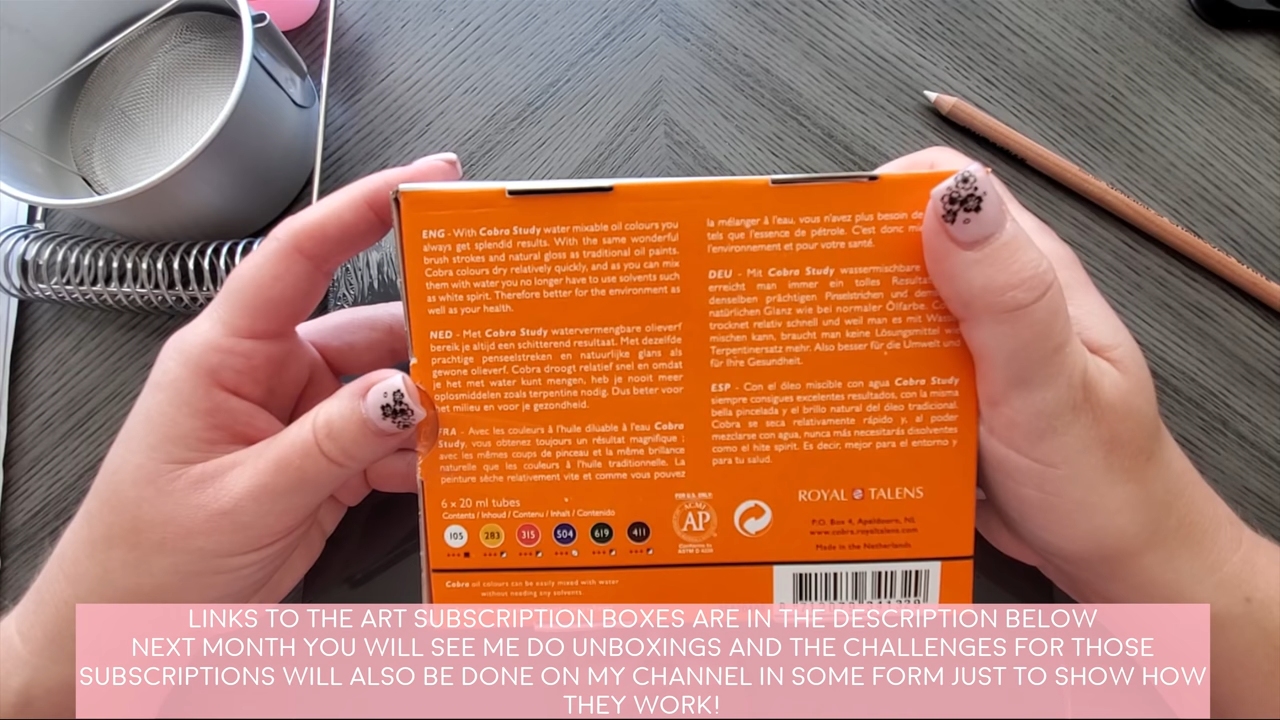 ENG - With Cobra Study water mixable oil colours you
always get splendid results. With the same wonderful
brush strokes and natural gloss as traditional oil paints.
Cobra colours dry relatively quickly, and as you can mix
them with water you no longer have to use solvents such
as white spirit. Therefore better for the environment as
well as your health.
NED - Met Cobra Study watervermengbare olieverf
bereik je altijd een schitterend resultaat. Met dezelfde
prachtige penseelstreken en natuurlijke glans als
gewone olieverf. Cobra droogt relatief snel en omdat
je het met water kunt mengen, heb je nooit meer
oplosmiddelen zoals terpentine nodig. Dus beter voor
het milieu en voor je gezondheid.
FRA - Avec les couleurs à l'huile diluable à l'eau Cobra
Study, vous obtenez toujours un résultat magnifique ;
avec les mêmes coups de pinceau et la même brillance
naturelle que les couleurs à l'huile traditionnelle. La
peinture sèche relativement vite et comme vous pouvez
la mélanger à l'eau, vous n'avez plus besoin de
tels que l'essence de pétrole. C'est donc
l'environnement et pour votre santé.
DEU - Mit Cobra Study wassermischbare
erreicht man immer ein tolles
denselben prächtigen Pinselstrichen und
natürlichen Glanz wie bei normaler Ölfarbe.
trocknet relativ schnell und weil man es mit
mischen kann, braucht man keine Lösungsmittel wie
Terpentinersatz mehr. Also besser für die Umwelt und
für Ihre Gesundheit.
ESP - Con el óleo miscible con agua Cobra Study
siempre consigues excelentes resultados, con la misma
bella pincelada y el brillo natural del óleo tradicional.
Cobra se seca relativamente rápido y, al poder
mezclarse con agua, nunca más necesitarás disolventes
como el hite spirit. Es decir, mejor para el entorno y
para tu salud.
6 x 20 ml tubes
Contents / Inhoud / Contenu / Inhalt / Contenido
105 283 315 504 619 411
FOR U.S. ONLY
ACMI
AP
Conforms to
ASTM D 4236
ROYAL TALENS
P.O. Box 4, Apeldoorn, NL
www.cobra.royaltalens.com
Made in the Netherlands
Cobra oil colours can be easily mixed with water
without needing any solvents
LINKS TO THE ART SUBSCRIPTION BOXES ARE IN THE DESCRIPTION BELOW
NEXT MONTH YOU WILL SEE ME DO UNBOXINGS AND THE CHALLENGES FOR THOSE
SUBSCRIPTIONS WILL ALSO BE DONE ON MY CHANNEL IN SOME FORM JUST TO SHOW HOW
THEY WORK!